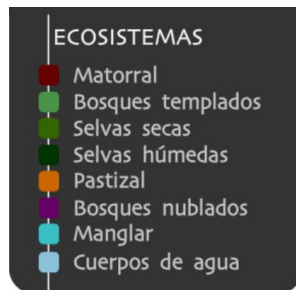 ECOSISTEMAS
Matorral
Bosques templados
Selvas secas
Selvas húmedas
Pastizal
Bosques nublados
Manglar
Cuerpos de agua